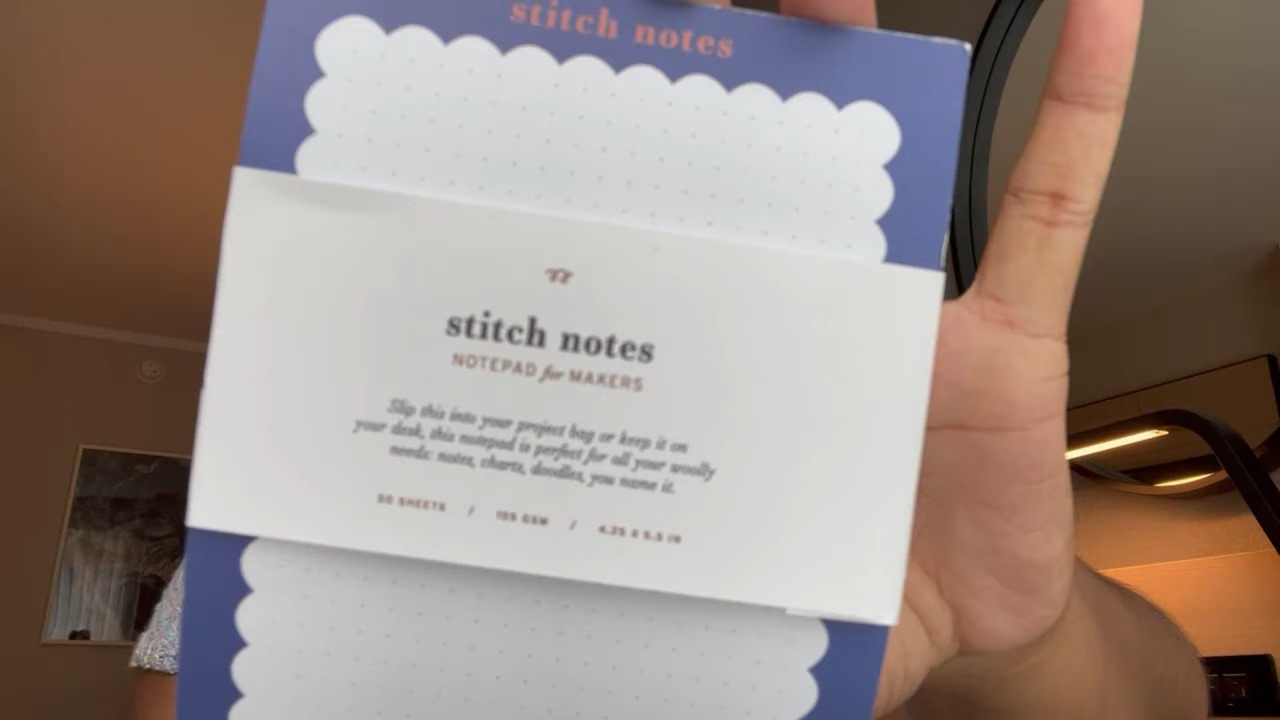 stitch notes
stitch notes
NOTEPAD for MAKERS
Slip this into your project bag or keep it on
your desk, this notepad is perfect for all your woolly
needs: notes, charts, doodles, you name it.
50 SHEETS / GSM / 4.25 X 5.5 IN